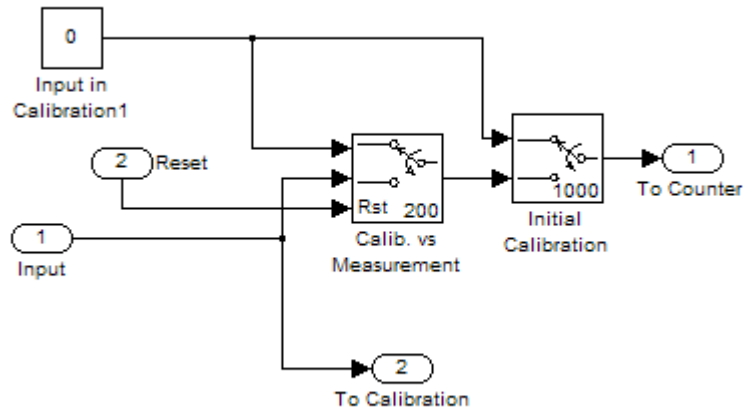 0
Input in
Calibration1
2
Reset
1
Input
Rst
200
Calib. vs
Measurement
1000
Initial
Calibration
1
To Counter
2
To Calibration